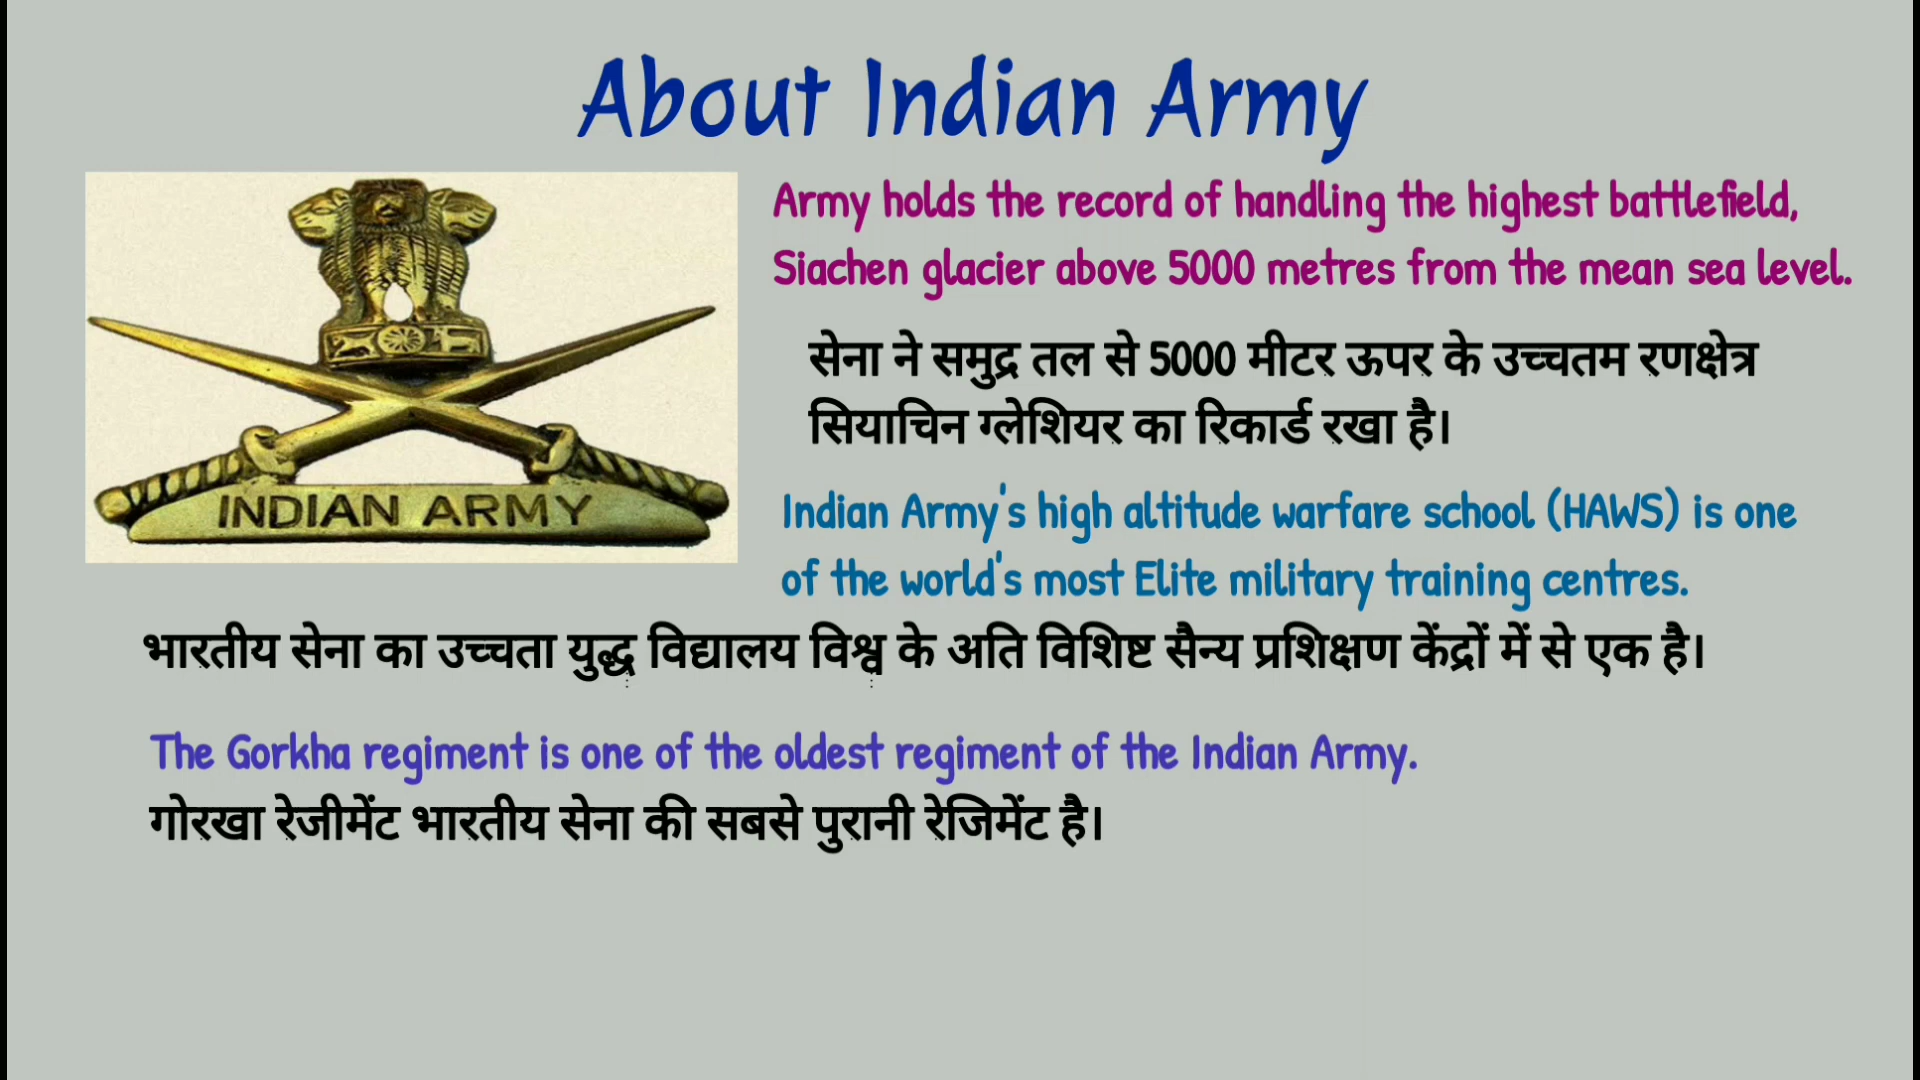 About Indian Army
Army holds the record of handling the highest battlefield,
Siachen glacier above 5000 metres from the mean sea level.
सेना ने समुद्र तल से 5000 मीटर ऊपर के उच्चतम रणक्षेत्र
सियाचिन ग्लेशियर का रिकार्ड रखा है।
INDIAN ARMY
Indian Army's high altitude warfare school (HAWS) is one
of the world's most Elite military training centres.
भारतीय सेना का उच्चता युद्ध विद्यालय विश्व के अति विशिष्ट सैन्य प्रशिक्षण केंद्रों में से एक है।
The Gorkha regiment is one of the oldest regiment of the Indian Army.
गोरखा रेजीमेंट भारतीय सेना की सबसे पुरानी रेजिमेंट है।